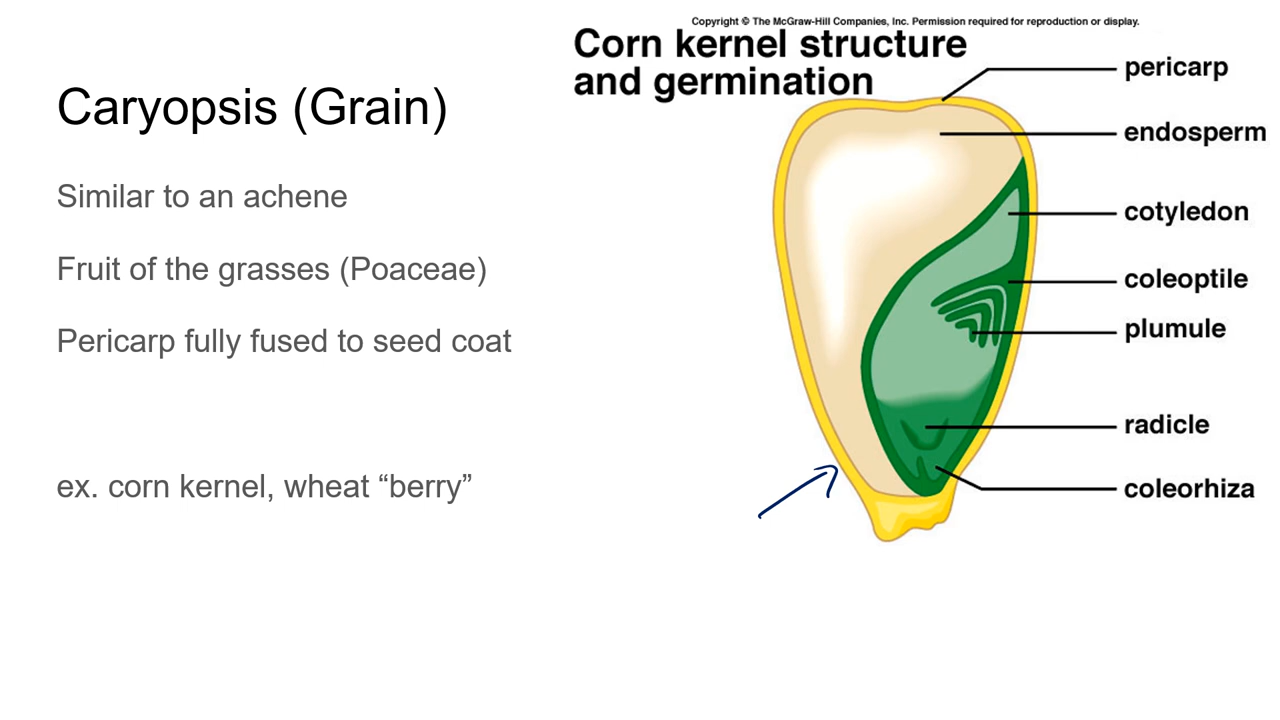 Copyright © The McGraw-Hill Companies, Inc. Permission required for reproduction or display.
Corn kernel structure
and germination
Caryopsis (Grain)
Similar to an achene
Fruit of the grasses (Poaceae)
Pericarp fully fused to seed coat
ex. corn kernel, wheat “berry”
pericarp
endosperm
cotyledon
coleoptile
plumule
radicle
coleorhiza